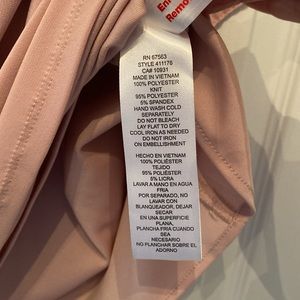 RN 67563
STYLE 411176
CA# 10931
MADE IN VIETNAM
100% POLYESTER
KNIT
95% POLYESTER
5% SPANDEX
HAND WASH COLD
SEPARATELY
DO NOT BLEACH
LAY FLAT TO DRY
COOL IRON AS NEEDED
DO NOT IRON
ON EMBELLISHMENT
HECHO EN VIETNAM
100% POLIÉSTER
TEJIDO
95% POLIÉSTER
5% LICRA
LAVAR A MANO EN AGUA
FRIA
POR SEPARADO, NO
LAVAR CON
BLANQUEADOR, DEJAR
SECAR
EN UNA SUPERFICIE
PLANA,
PLANCHA FRIA CUANDO
SEA
NECESARIO
NO PLANCHAR SOBRE EL
ADORNO